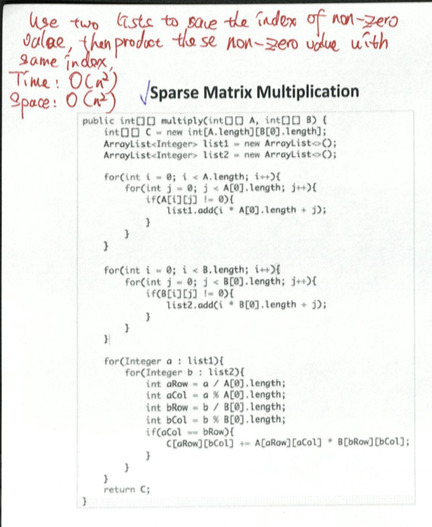 Use two lists to save the index of non-zero
value, then product these non-zero value with
same index,
Time: O(n²)
Space: O(n²)
√ Sparse Matrix Multiplication
public int[][] multiply(int[][] A, int[][] B) {
int[][] C = new int[A.length][B[0].length];
ArrayList<Integer> list1 = new ArrayList<>();
ArrayList<Integer> list2 = new ArrayList<>();
for(int i = 0; i < A.length; i++){
for(int j = 0; j < A[0].length; j++){
if(A[i][j] != 0){
list1.add(i * A[0].length + j);
}
}
}
for(int i = 0; i < B.length; i++){
for(int j = 0; j < B[0].length; j++){
if(B[i][j] != 0){
list2.add(i * B[0].length + j);
}
}
}
for(Integer a : list1){
for(Integer b : list2){
int aRow = a / A[0].length;
int aCol = a % A[0].length;
int bRow = b / B[0].length;
int bCol = b % B[0].length;
if(aCol == bRow){
C[aRow][bCol] += A[aRow][aCol] * B[bRow][bCol];
}
}
}
return C;
}